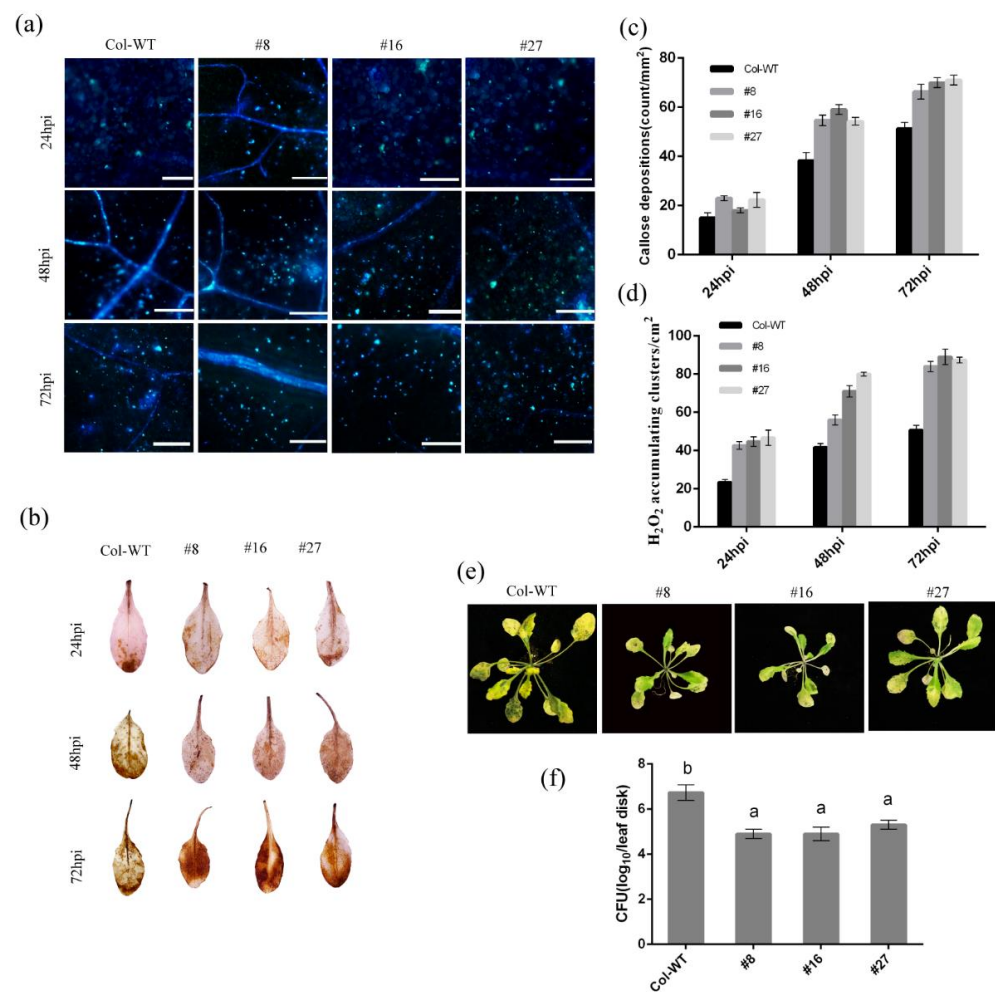 (a)
Col-WT #8 #16 #27
24hpi
48hpi
72hpi
(b)
Col-WT #8 #16 #27
24hpi
48hpi
72hpi
(c)
Callose depositions(count/mm²)
80
60
40
20
0
Col-WT
#8
#16
#27
24hpi 48hpi 72hpi
(d)
H₂O₂ accumulating clusters/cm²
100
80
60
40
20
0
Col-WT
#8
#16
#27
24hpi 48hpi 72hpi
(e)
Col-WT #8 #16 #27
(f)
CFU(log₁₀/leaf disk)
8
6
4
2
0
b a a a
Col-WT #8 #16 #27